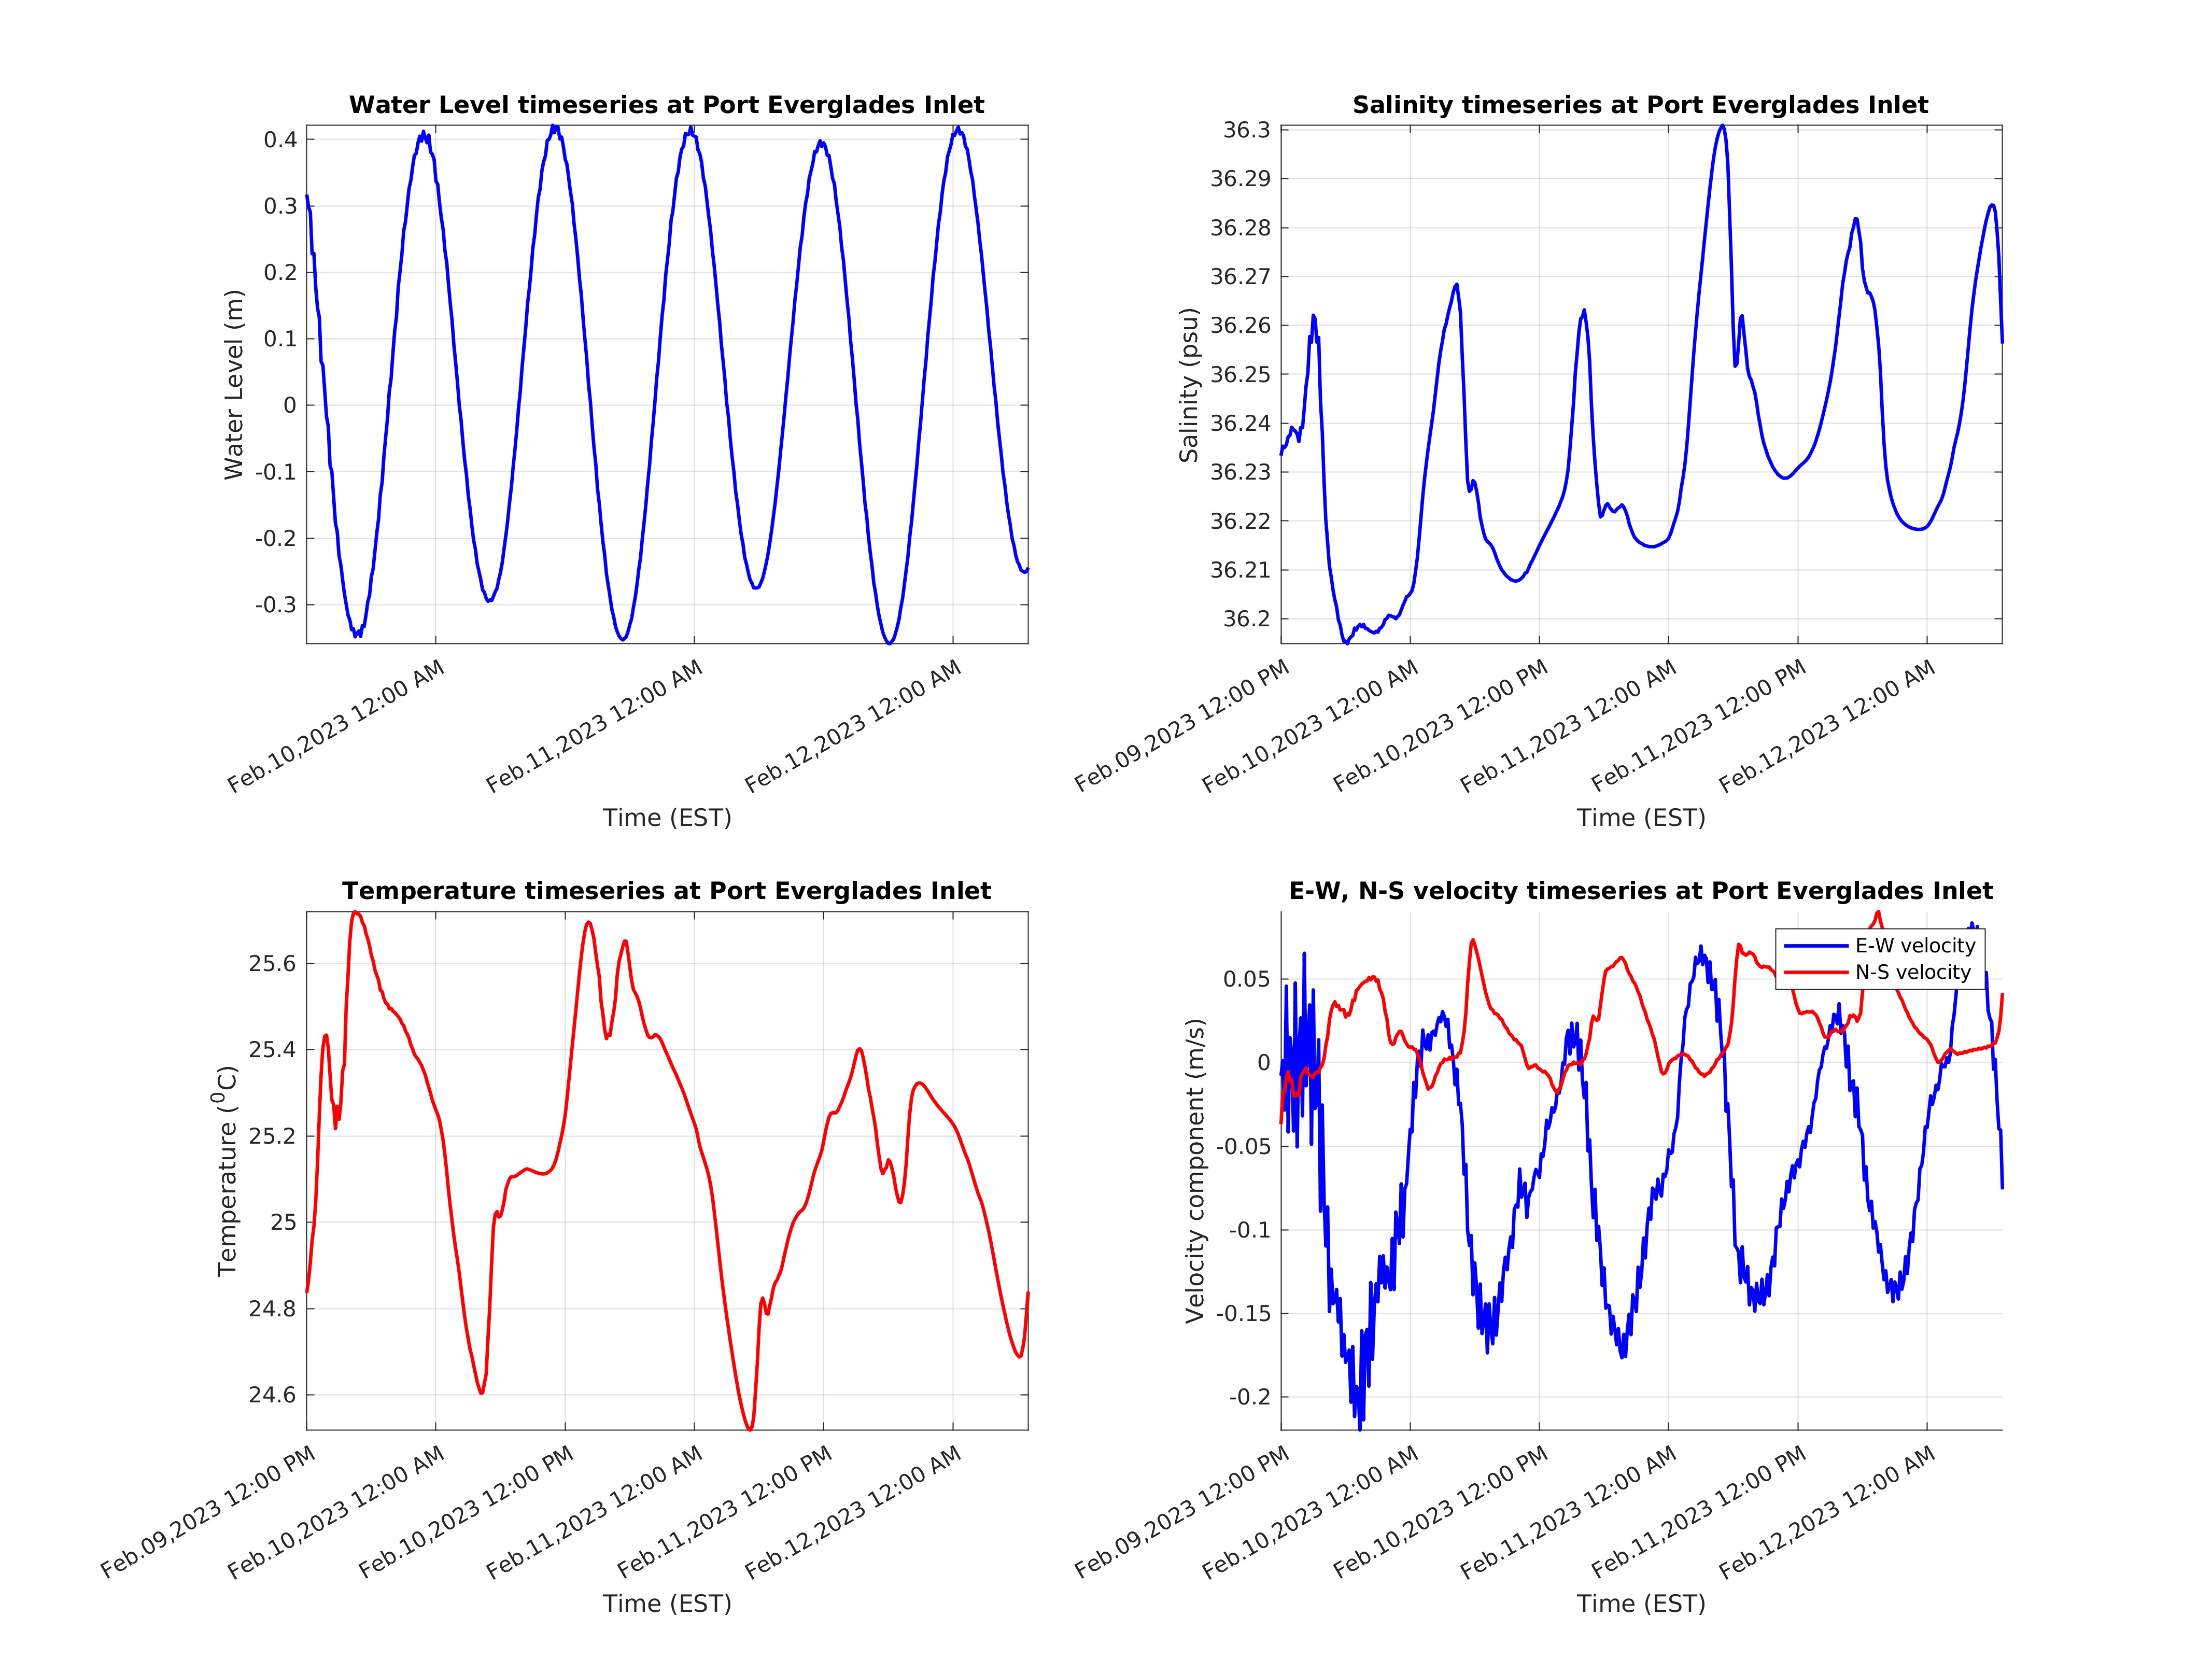 Water Level timeseries at Port Everglades Inlet
Water Level (m)
0.4
0.3
0.2
0.1
0
-0.1
-0.2
-0.3
Feb.10,2023 12:00 AM
Feb.11,2023 12:00 AM
Feb.12,2023 12:00 AM
Time (EST)
Salinity timeseries at Port Everglades Inlet
Salinity (psu)
36.3
36.29
36.28
36.27
36.26
36.25
36.24
36.23
36.22
36.21
36.2
Feb.09,2023 12:00 PM
Feb.10,2023 12:00 AM
Feb.10,2023 12:00 PM
Feb.11,2023 12:00 AM
Feb.11,2023 12:00 PM
Feb.12,2023 12:00 AM
Time (EST)
Temperature timeseries at Port Everglades Inlet
Temperature (⁰C)
25.6
25.4
25.2
25
24.8
24.6
Feb.09,2023 12:00 PM
Feb.10,2023 12:00 AM
Feb.10,2023 12:00 PM
Feb.11,2023 12:00 AM
Feb.11,2023 12:00 PM
Feb.12,2023 12:00 AM
Time (EST)
E-W, N-S velocity timeseries at Port Everglades Inlet
E-W velocity
N-S velocity
Velocity component (m/s)
0.05
0
-0.05
-0.1
-0.15
-0.2
Feb.09,2023 12:00 PM
Feb.10,2023 12:00 AM
Feb.10,2023 12:00 PM
Feb.11,2023 12:00 AM
Feb.11,2023 12:00 PM
Feb.12,2023 12:00 AM
Time (EST)